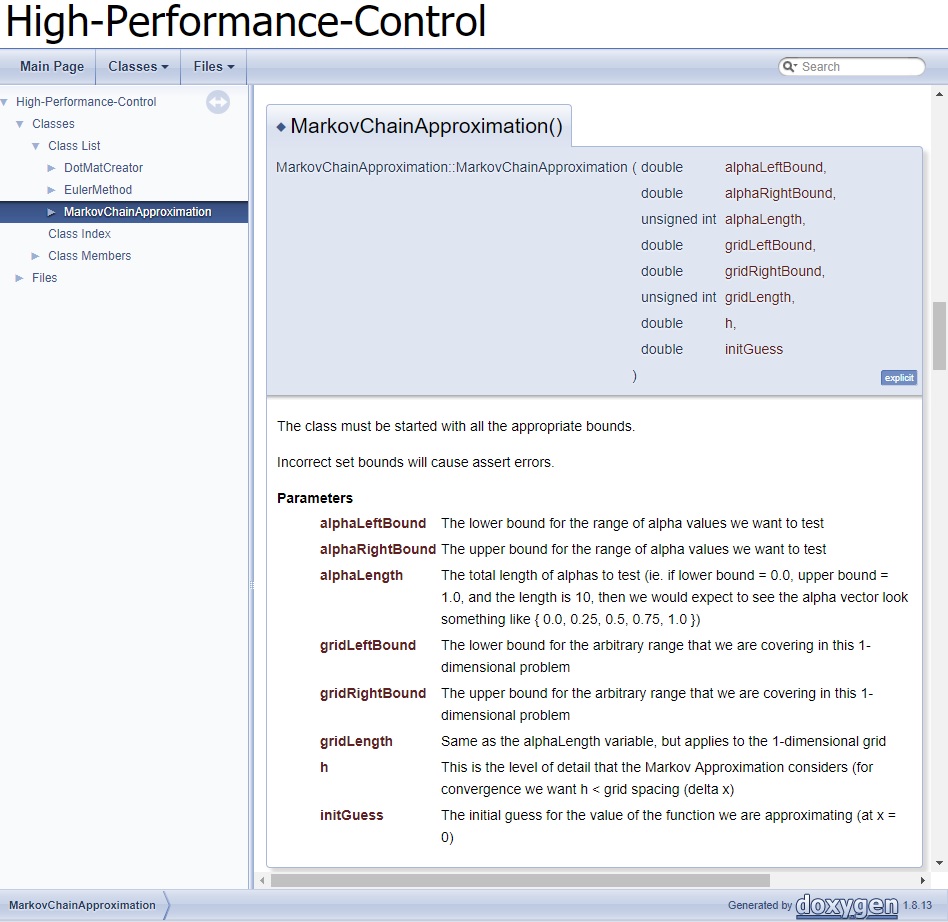 High-Performance-Control
Main Page
Classes
Files
Search
High-Performance-Control
Classes
Class List
DotMatCreator
EulerMethod
MarkovChainApproximation
Class Index
Class Members
Files
◆ MarkovChainApproximation()
MarkovChainApproximation::MarkovChainApproximation ( double alphaLeftBound,
double alphaRightBound,
unsigned int alphaLength,
double gridLeftBound,
double gridRightBound,
unsigned int gridLength,
double h,
double initGuess
)
explicit
The class must be started with all the appropriate bounds.
Incorrect set bounds will cause assert errors.
Parameters
alphaLeftBound The lower bound for the range of alpha values we want to test
alphaRightBound The upper bound for the range of alpha values we want to test
alphaLength The total length of alphas to test (ie. if lower bound = 0.0, upper bound =
1.0, and the length is 10, then we would expect to see the alpha vector look
something like { 0.0, 0.25, 0.5, 0.75, 1.0 })
gridLeftBound The lower bound for the arbitrary range that we are covering in this 1-
dimensional problem
gridRightBound The upper bound for the arbitrary range that we are covering in this 1-
dimensional problem
gridLength Same as the alphaLength variable, but applies to the 1-dimensional grid
h This is the level of detail that the Markov Approximation considers (for
convergence we want h < grid spacing (delta x)
initGuess The initial guess for the value of the function we are approximating (at x =
0)
MarkovChainApproximation
Generated by doxygen 1.8.13